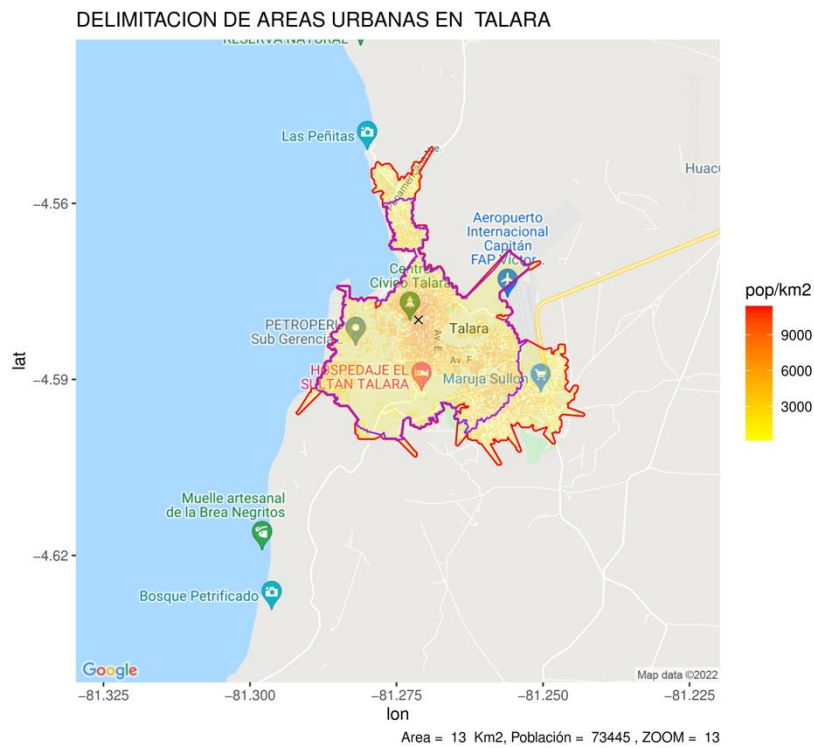 DELIMITACION DE AREAS URBANAS EN  TALARA
RESERVA NATURAL
Las Peñitas
Huacu
Aeropuerto
Internacional
Capitán
FAP Víctor...
Centro
Cívico Talara
PETROPERU
Sub Gerencia
Talara
Av. E
Av. F
HOSPEDAJE EL
SULTAN TALARA
Maruja Sullon
Muelle artesanal
de la Brea Negritos
Bosque Petrificado
Google
Map data ©2022
−4.56
−4.59
−4.62
lat
−81.325
−81.300
−81.275
−81.250
−81.225
lon
pop/km2
9000
6000
3000
Area =  13  Km2, Población =  73445 , ZOOM =  13